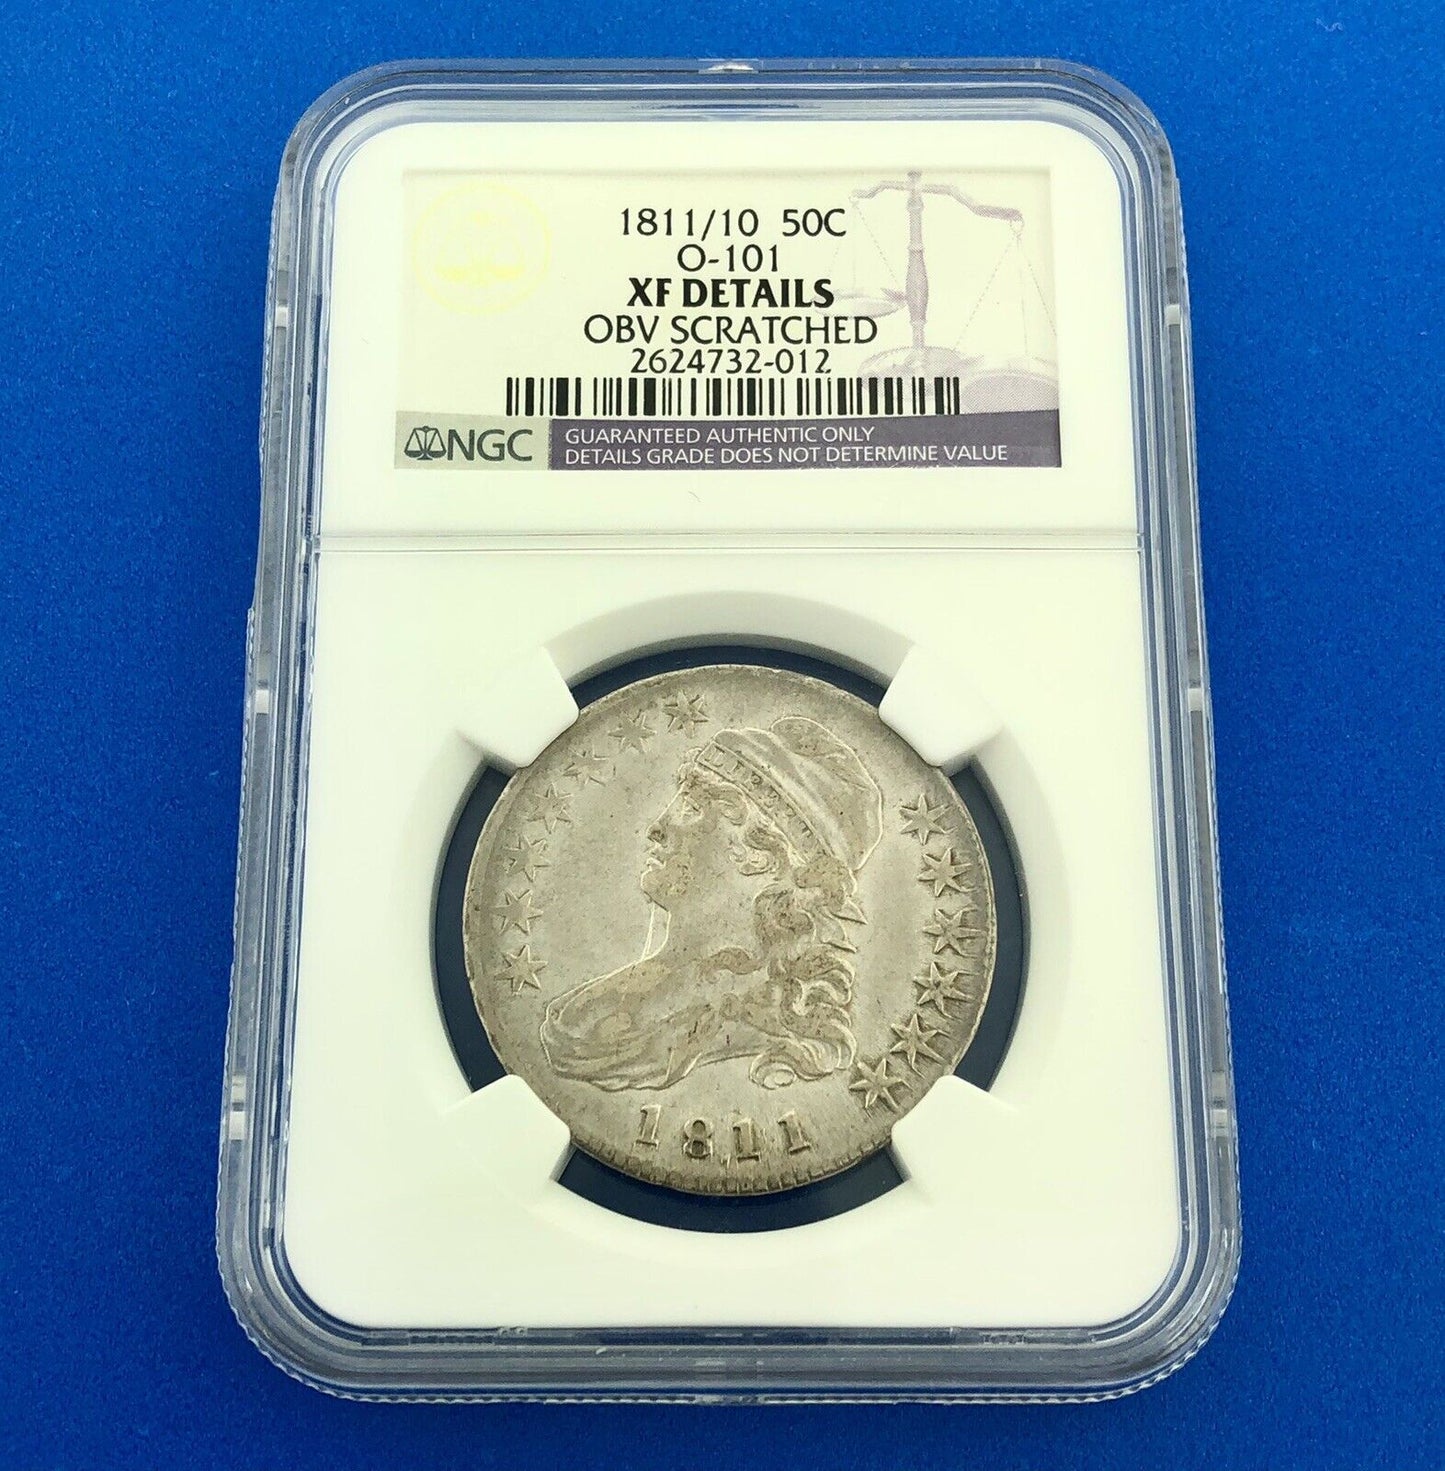 1811/10 50C
O-101
XF DETAILS
OBV SCRATCHED
2624732-012
NGC
GUARANTEED AUTHENTIC ONLY
DETAILS GRADE DOES NOT DETERMINE VALUE
LIBERTY
1811